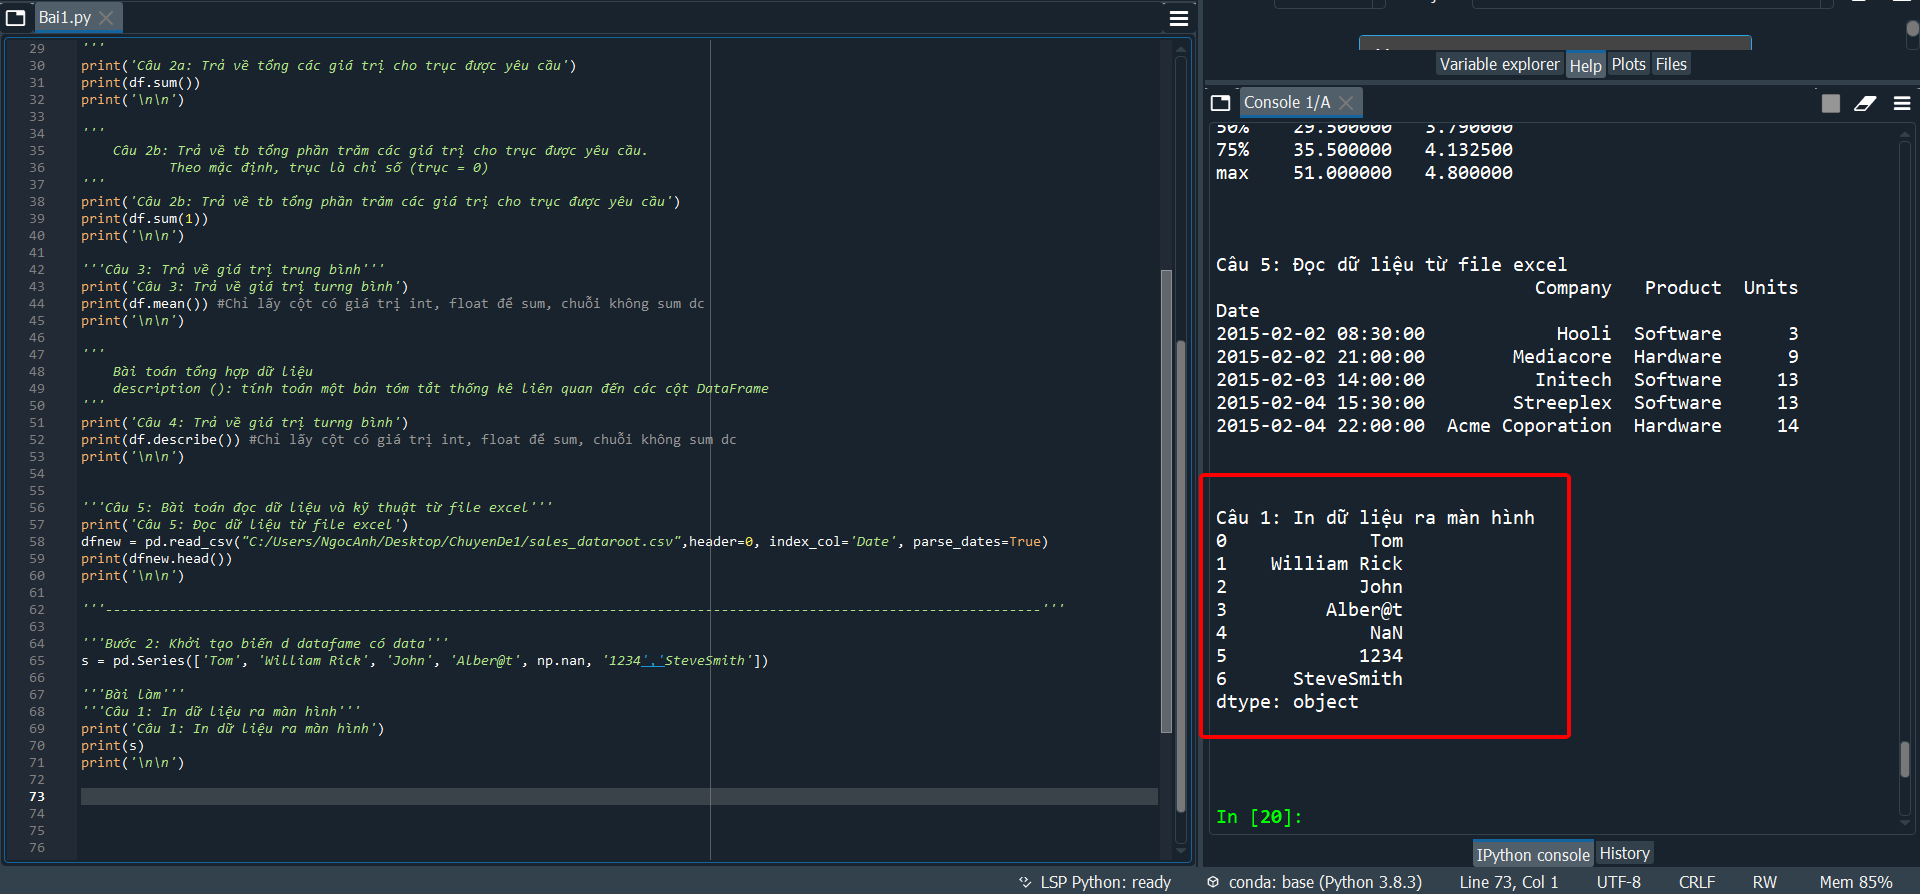 Bai1.py
29 '''
30 print('Câu 2a: Trả về tổng các giá trị cho trục được yêu cầu')
31 print(df.sum())
32 print('\n\n')
33
34 '''
35 Câu 2b: Trả về tb tổng phần trăm các giá trị cho trục được yêu cầu.
36 Theo mặc định, trục là chỉ số (trục = 0)
37 '''
38 print('Câu 2b: Trả về tb tổng phần trăm các giá trị cho trục được yêu cầu')
39 print(df.sum(1))
40 print('\n\n')
41
42 '''Câu 3: Trả về giá trị trung bình'''
43 print('Câu 3: Trả về giá trị turng bình')
44 print(df.mean()) #Chỉ lấy cột có giá trị int, float để sum, chuỗi không sum dc
45 print('\n\n')
46
47 '''
48 Bài toán tổng hợp dữ liệu
49 description (): tính toán một bản tóm tắt thống kê liên quan đến các cột DataFrame
50 '''
51 print('Câu 4: Trả về giá trị turng bình')
52 print(df.describe()) #Chỉ lấy cột có giá trị int, float để sum, chuỗi không sum dc
53 print('\n\n')
54
55
56 '''Câu 5: Bài toán đọc dữ liệu và kỹ thuật từ file excel'''
57 print('Câu 5: Đọc dữ liệu từ file excel')
58 dfnew = pd.read_csv("C:/Users/NgocAnh/Desktop/ChuyenDe1/sales_dataroot.csv",header=0, index_col='Date', parse_dates=True)
59 print(dfnew.head())
60 print('\n\n')
61
62 '''---------------------------------------------------------------------------------------------------------------------'''
63
64 '''Bước 2: Khởi tạo biến d datafame có data'''
65 s = pd.Series(['Tom', 'William Rick', 'John', 'Alber@t', np.nan, '1234','SteveSmith'])
66
67 '''Bài làm'''
68 '''Câu 1: In dữ liệu ra màn hình'''
69 print('Câu 1: In dữ liệu ra màn hình')
70 print(s)
71 print('\n\n')
72
73
74
75
76
Variable explorer Help Plots Files
Console 1/A
50% 29.500000 3.790000
75% 35.500000 4.132500
max 51.000000 4.800000
Câu 5: Đọc dữ liệu từ file excel
Company Product Units
Date
2015-02-02 08:30:00 Hooli Software 3
2015-02-02 21:00:00 Mediacore Hardware 9
2015-02-03 14:00:00 Initech Software 13
2015-02-04 15:30:00 Streeplex Software 13
2015-02-04 22:00:00 Acme Coporation Hardware 14
Câu 1: In dữ liệu ra màn hình
0 Tom
1 William Rick
2 John
3 Alber@t
4 NaN
5 1234
6 SteveSmith
dtype: object
In [20]:
IPython console History
LSP Python: ready conda: base (Python 3.8.3) Line 73, Col 1 UTF-8 CRLF RW Mem 85%